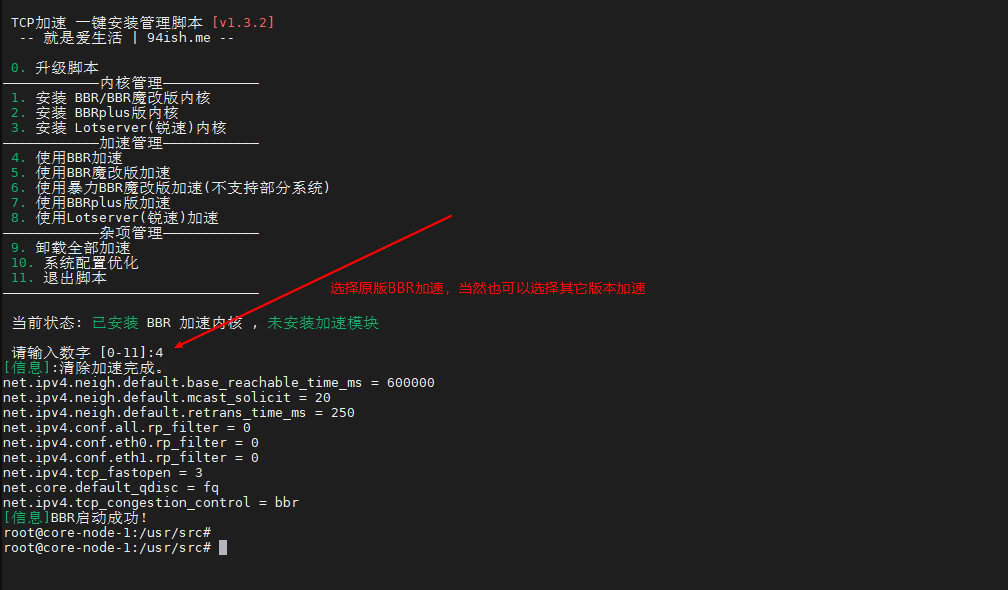 TCP加速 一键安装管理脚本 [v1.3.2]
-- 就是爱生活 | 94ish.me --
0. 升级脚本
————————————内核管理————————————
1. 安装 BBR/BBR魔改版内核
2. 安装 BBRplus版内核
3. 安装 Lotserver(锐速)内核
————————————加速管理————————————
4. 使用BBR加速
5. 使用BBR魔改版加速
6. 使用暴力BBR魔改版加速(不支持部分系统)
7. 使用BBRplus版加速
8. 使用Lotserver(锐速)加速
————————————杂项管理————————————
9. 卸载全部加速
10. 系统配置优化
11. 退出脚本
————————————————————————————————
选择原版BBR加速，当然也可以选择其它版本加速
当前状态: 已安装 BBR 加速内核 , 未安装加速模块
请输入数字 [0-11]:4
[信息]:清除加速完成。
net.ipv4.neigh.default.base_reachable_time_ms = 600000
net.ipv4.neigh.default.mcast_solicit = 20
net.ipv4.neigh.default.retrans_time_ms = 250
net.ipv4.conf.all.rp_filter = 0
net.ipv4.conf.eth0.rp_filter = 0
net.ipv4.conf.eth1.rp_filter = 0
net.ipv4.tcp_fastopen = 3
net.core.default_qdisc = fq
net.ipv4.tcp_congestion_control = bbr
[信息]BBR启动成功！
root@core-node-1:/usr/src#
root@core-node-1:/usr/src#